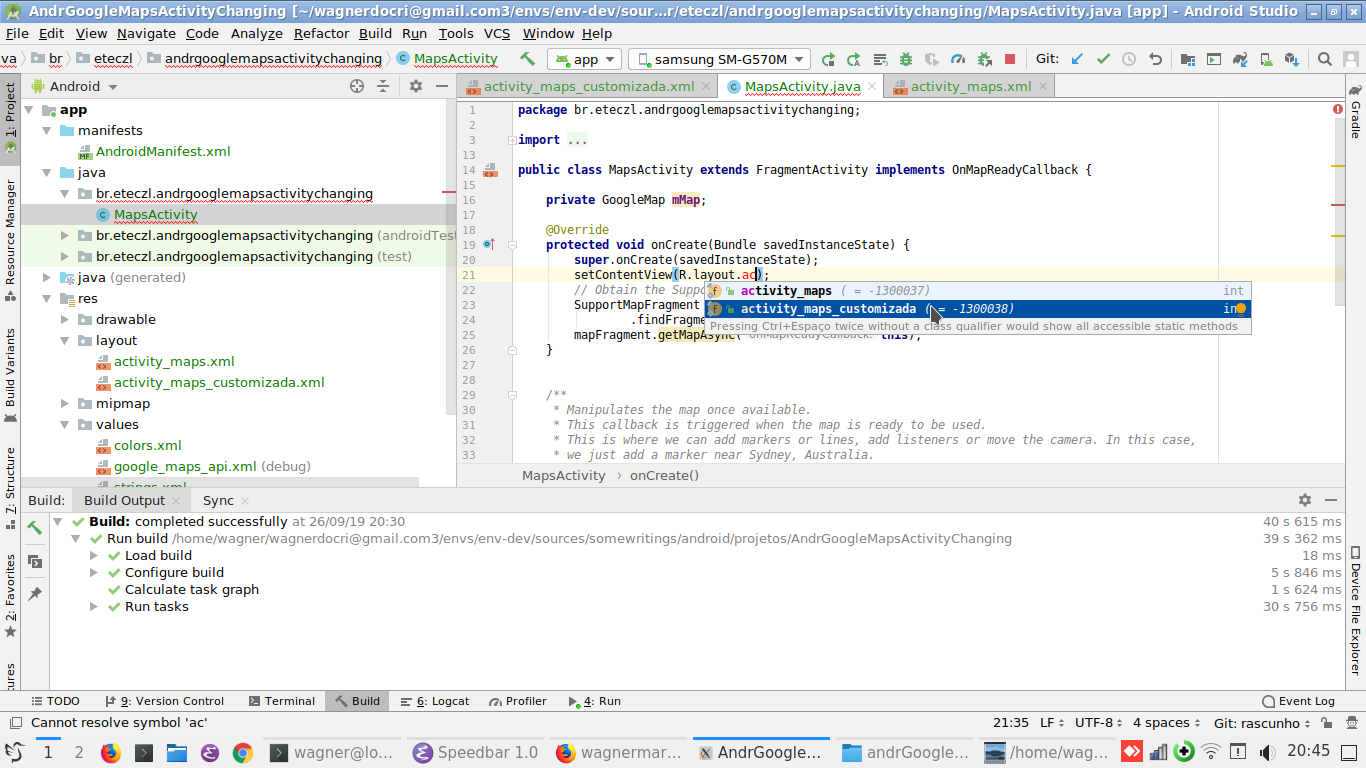 AndrGoogleMapsActivityChanging [~/wagnerdocri@gmail.com3/envs/env-dev/sour...r/eteczl/andrgooglemapsactivitychanging/MapsActivity.java [app] - Android Studio
File Edit View Navigate Code Analyze Refactor Build Run Tools VCS Window Help
va br eteczl andrgooglemapsactivitychanging MapsActivity app samsung SM-G570M Git:
1: Project
Resource Manager
Build Variants
7: Structure
2: Favorites
tures
Android
app
manifests
AndroidManifest.xml
java
br.eteczl.andrgooglemapsactivitychanging
MapsActivity
br.eteczl.andrgooglemapsactivitychanging (androidTest
br.eteczl.andrgooglemapsactivitychanging (test)
java (generated)
res
drawable
layout
activity_maps.xml
activity_maps_customizada.xml
mipmap
values
colors.xml
google_maps_api.xml (debug)
strings.xml
activity_maps_customizada.xml MapsActivity.java activity_maps.xml
1 package br.eteczl.andrgooglemapsactivitychanging;
2
3 import ...
13
14 public class MapsActivity extends FragmentActivity implements OnMapReadyCallback {
15
16 private GoogleMap mMap;
17
18 @Override
19 protected void onCreate(Bundle savedInstanceState) {
20 super.onCreate(savedInstanceState);
21 setContentView(R.layout.ac);
22 // Obtain the Suppo
23 SupportMapFragment
24 .findFragme
25 mapFragment.getMapAsync( onMapReadyCallback: this);
26 }
27
28
29 /**
30 * Manipulates the map once available.
31 * This callback is triggered when the map is ready to be used.
32 * This is where we can add markers or lines, add listeners or move the camera. In this case,
33 * we just add a marker near Sydney, Australia.
activity_maps ( = -1300037) int
activity_maps_customizada ( = -1300038) in
Pressing Ctrl+Espaço twice without a class qualifier would show all accessible static methods
MapsActivity onCreate()
Gradle
Device File Explorer
Build: Build Output Sync
Build: completed successfully at 26/09/19 20:30 40 s 615 ms
Run build /home/wagner/wagnerdocri@gmail.com3/envs/env-dev/sources/somewritings/android/projetos/AndrGoogleMapsActivityChanging 39 s 362 ms
Load build 18 ms
Configure build 5 s 846 ms
Calculate task graph 1 s 624 ms
Run tasks 30 s 756 ms
TODO 9: Version Control Terminal Build 6: Logcat Profiler 4: Run Event Log
Cannot resolve symbol 'ac' 21:35 LF UTF-8 4 spaces Git: rascunho
1 2 wagner@lo... Speedbar 1.0 wagnermar... AndrGoogle... andrGoogle... /home/wag... 20:45